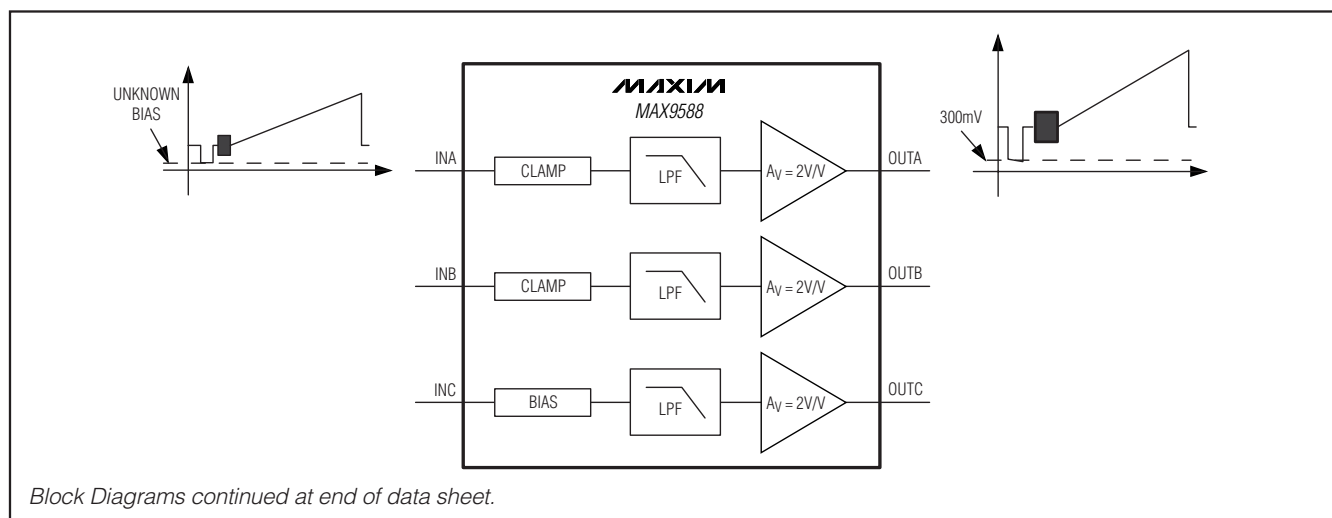 UNKNOWN
BIAS
MAXIM
MAX9588
300mV
INA
CLAMP
LPF
AV = 2V/V
OUTA
INB
CLAMP
LPF
AV = 2V/V
OUTB
INC
BIAS
LPF
AV = 2V/V
OUTC
Block Diagrams continued at end of data sheet.